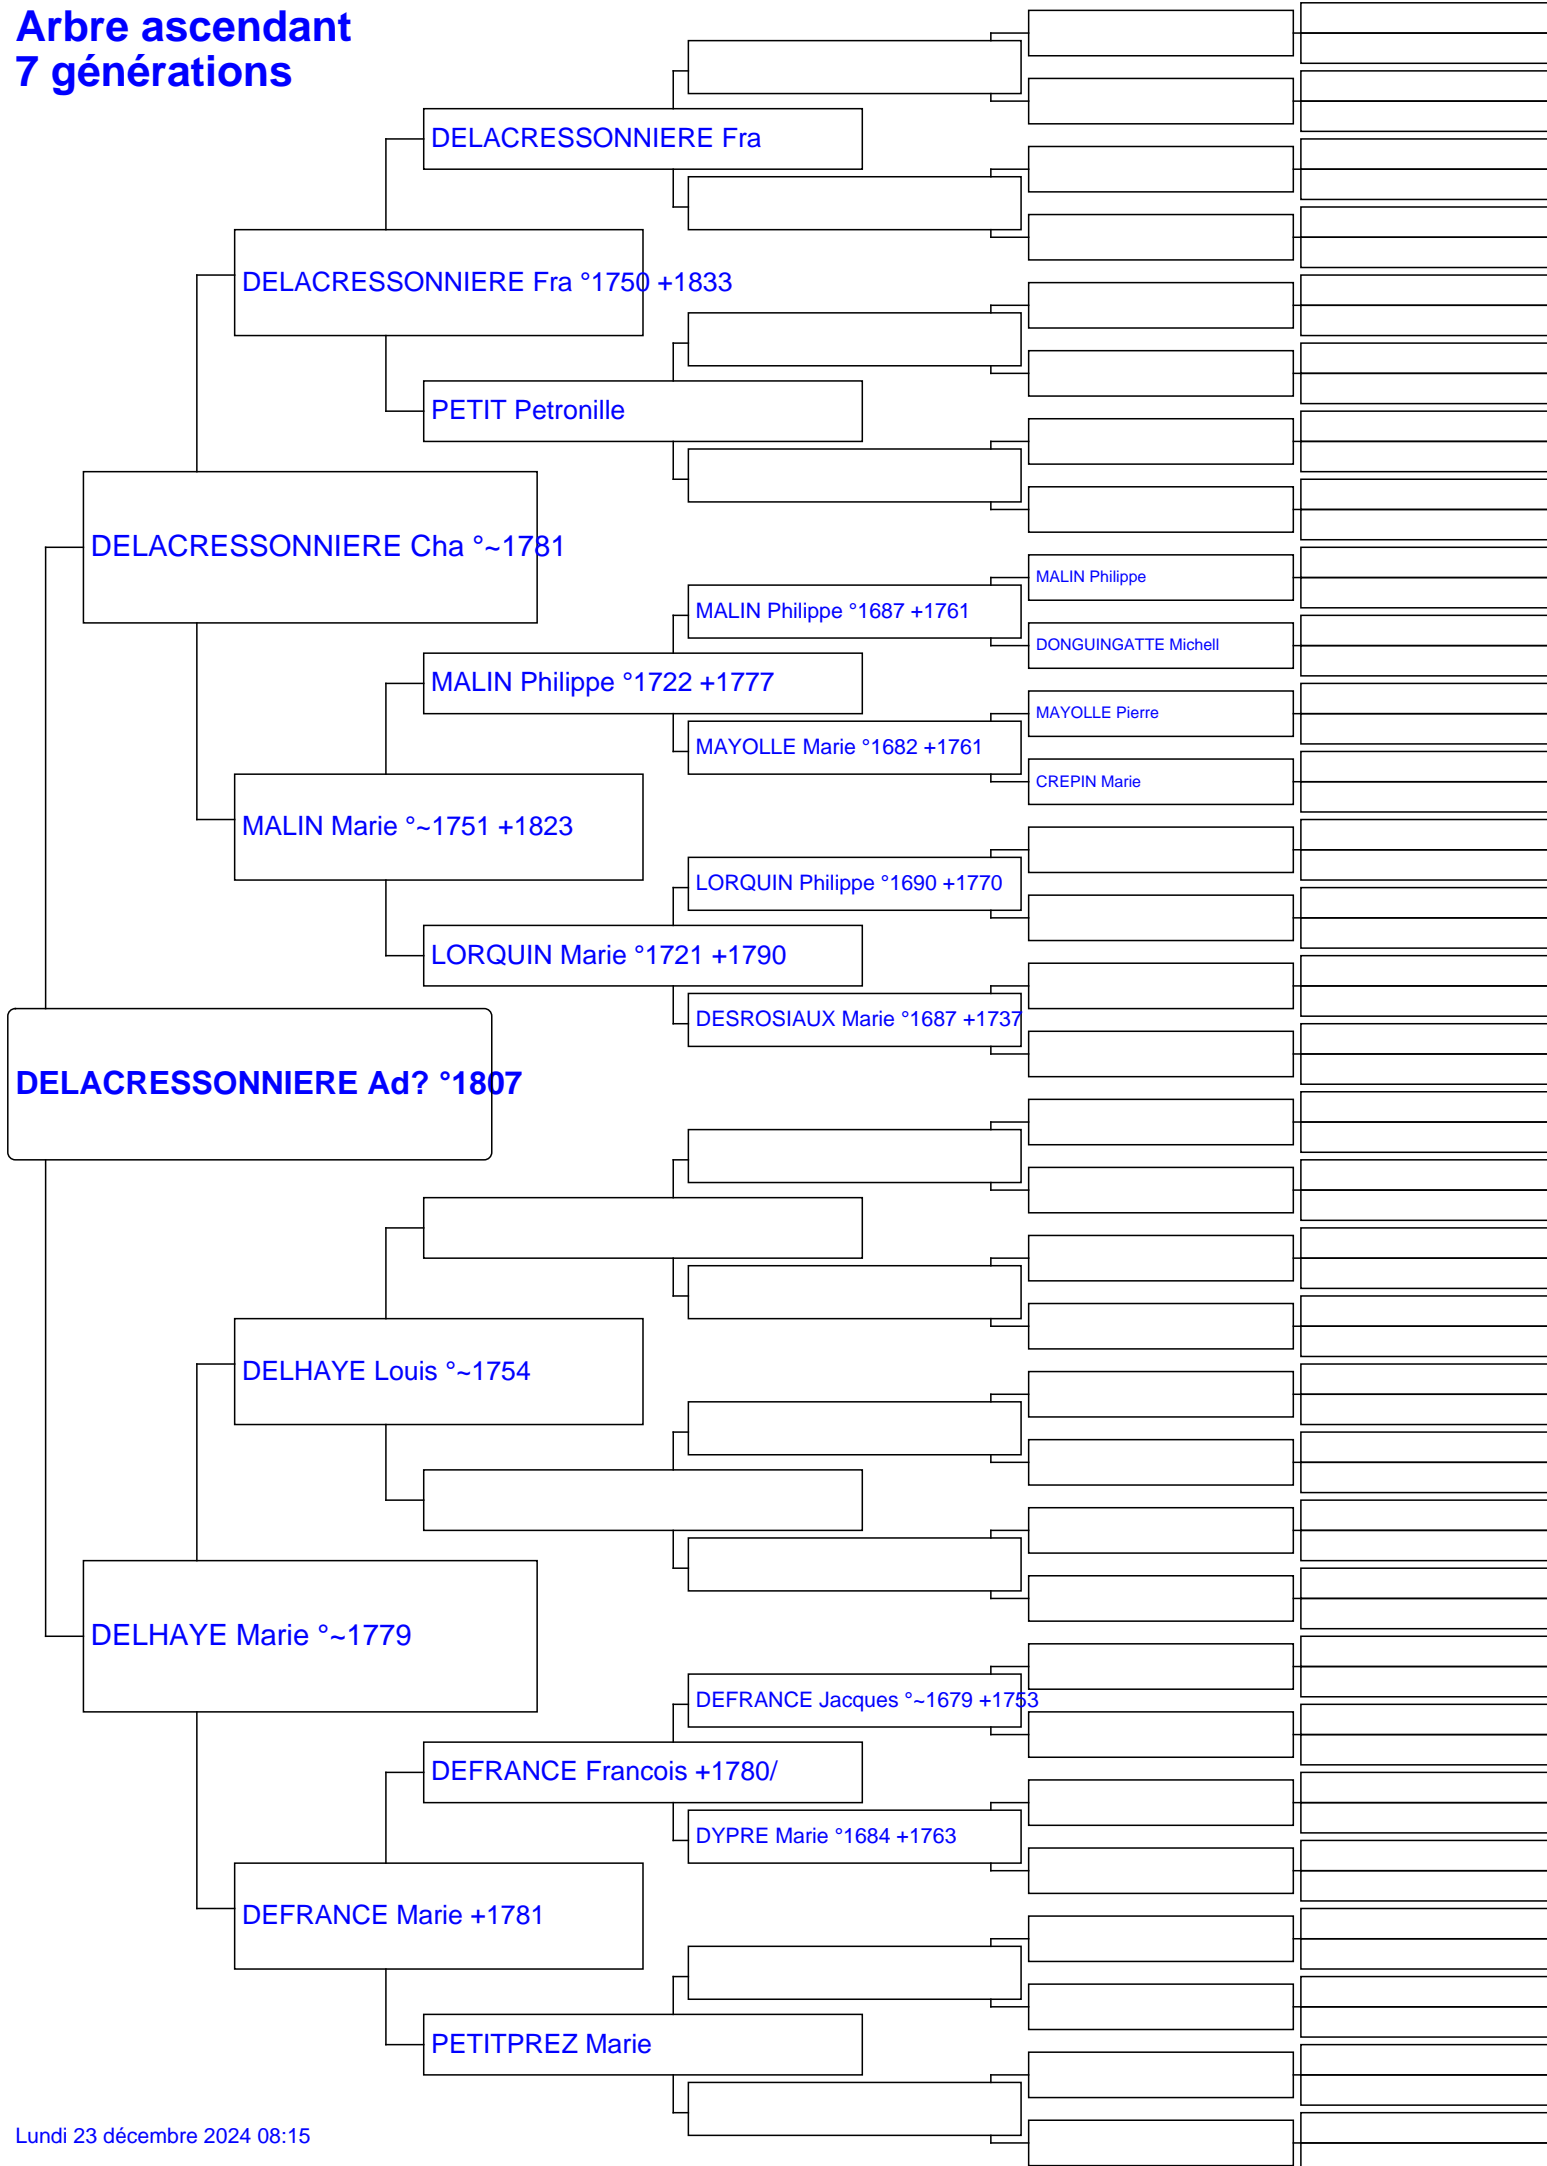 Arbre ascendant
7 générations
DELACRESSONNIERE Fra
DELACRESSONNIERE Fra °1750 +1833
PETIT Petronille
DELACRESSONNIERE Cha °~1781
MALIN Philippe
MALIN Philippe °1687 +1761
DONGUINGATTE Michell
MALIN Philippe °1722 +1777
MAYOLLE Pierre
MAYOLLE Marie °1682 +1761
CREPIN Marie
MALIN Marie °~1751 +1823
LORQUIN Philippe °1690 +1770
LORQUIN Marie °1721 +1790
DESROSIAUX Marie °1687 +1737
DELACRESSONNIERE Ad? °1807
DELHAYE Louis °~1754
DELHAYE Marie °~1779
DEFRANCE Jacques °~1679 +1753
DEFRANCE Francois +1780/
DYPRE Marie °1684 +1763
DEFRANCE Marie +1781
PETITPREZ Marie
Lundi 23 décembre 2024 08:15